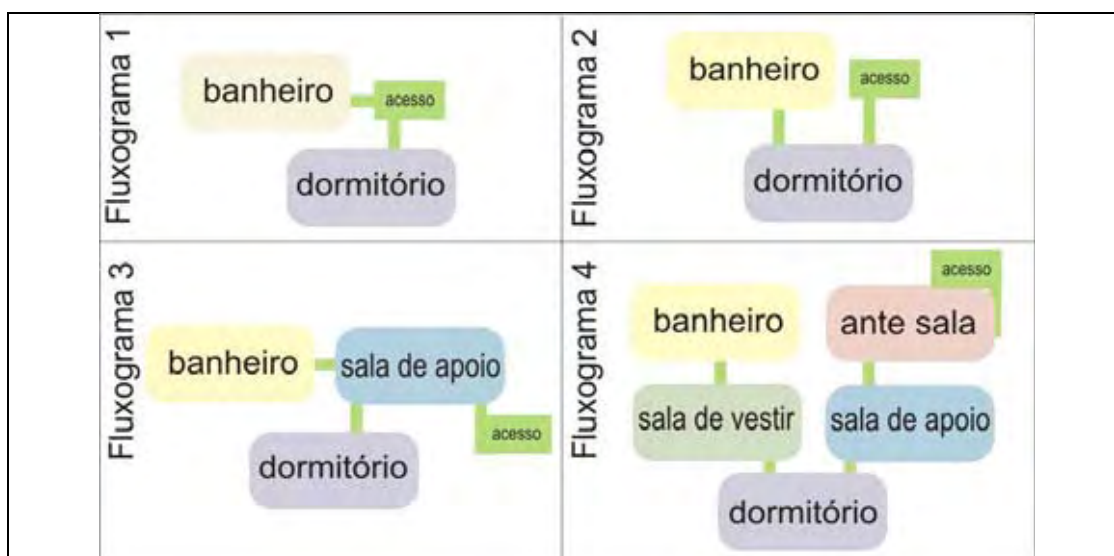 Fluxograma 1
banheiro
acesso
dormitório
Fluxograma 2
banheiro
acesso
dormitório
Fluxograma 3
banheiro
sala de apoio
acesso
dormitório
Fluxograma 4
acesso
banheiro
ante sala
sala de vestir
sala de apoio
dormitório